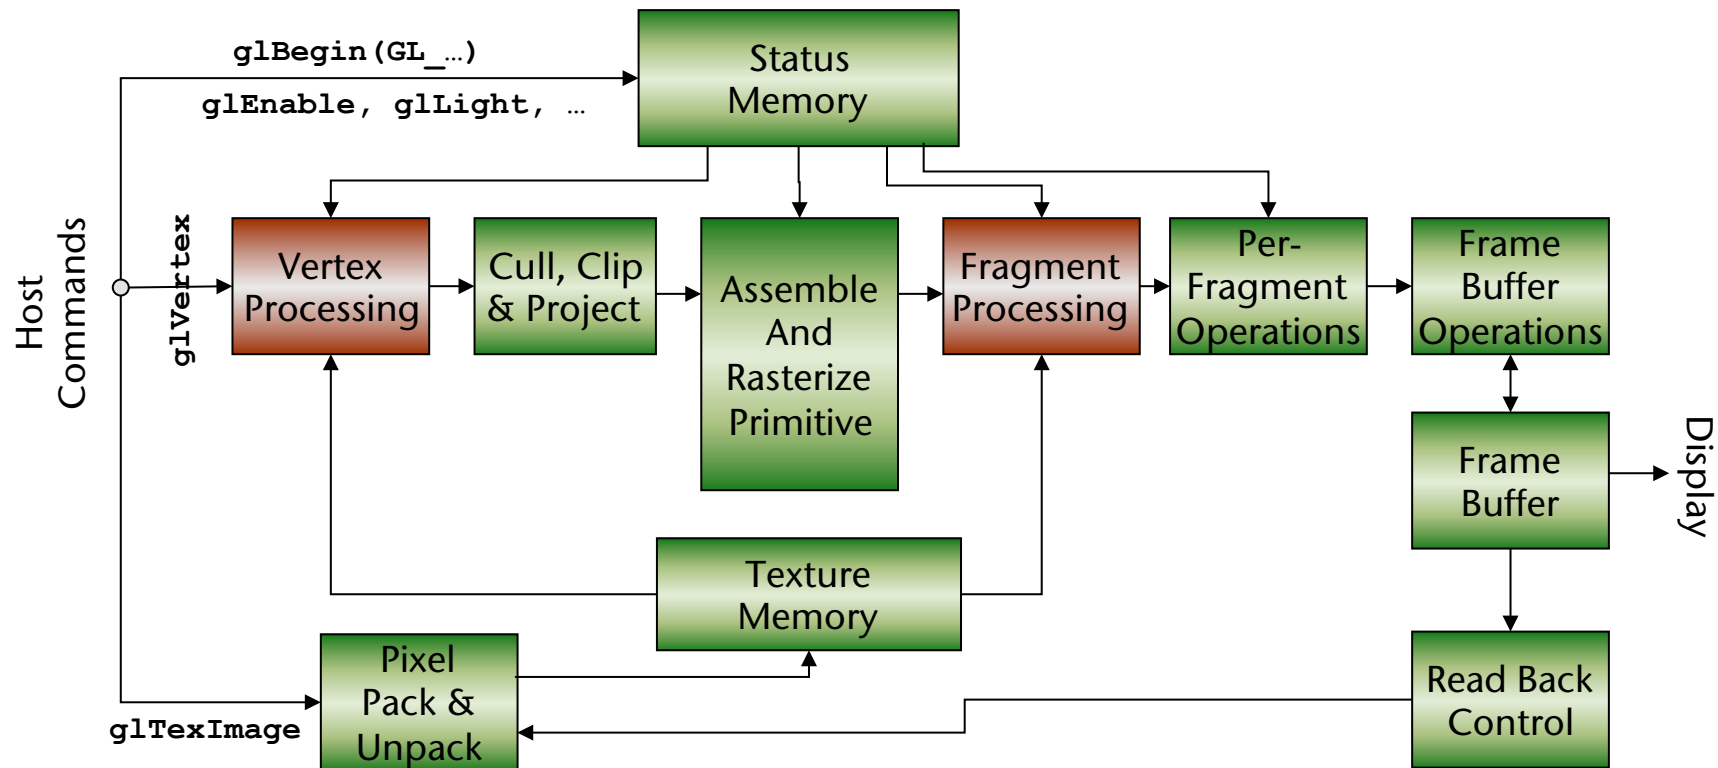 glBegin(GL_…)
glEnable, glLight, …
Status
Memory
Host
Commands
glVertex
Vertex
Processing
Cull, Clip
& Project
Assemble
And
Rasterize
Primitive
Fragment
Processing
Per-
Fragment
Operations
Frame
Buffer
Operations
Frame
Buffer
Display
Texture
Memory
glTexImage
Pixel
Pack &
Unpack
Read Back
Control